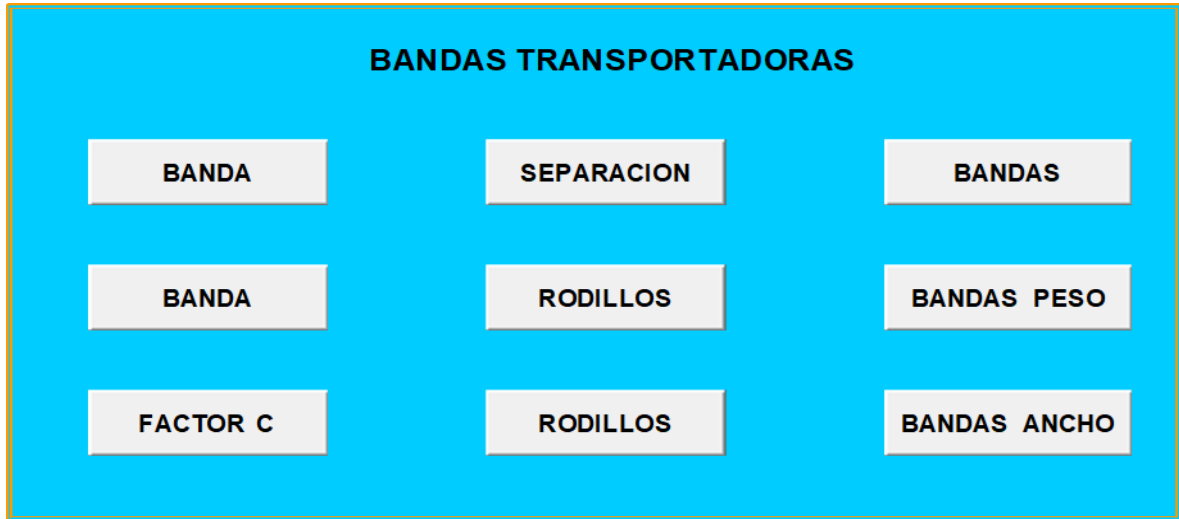 BANDAS TRANSPORTADORAS
BANDA
SEPARACION
BANDAS
BANDA
RODILLOS
BANDAS PESO
FACTOR C
RODILLOS
BANDAS ANCHO